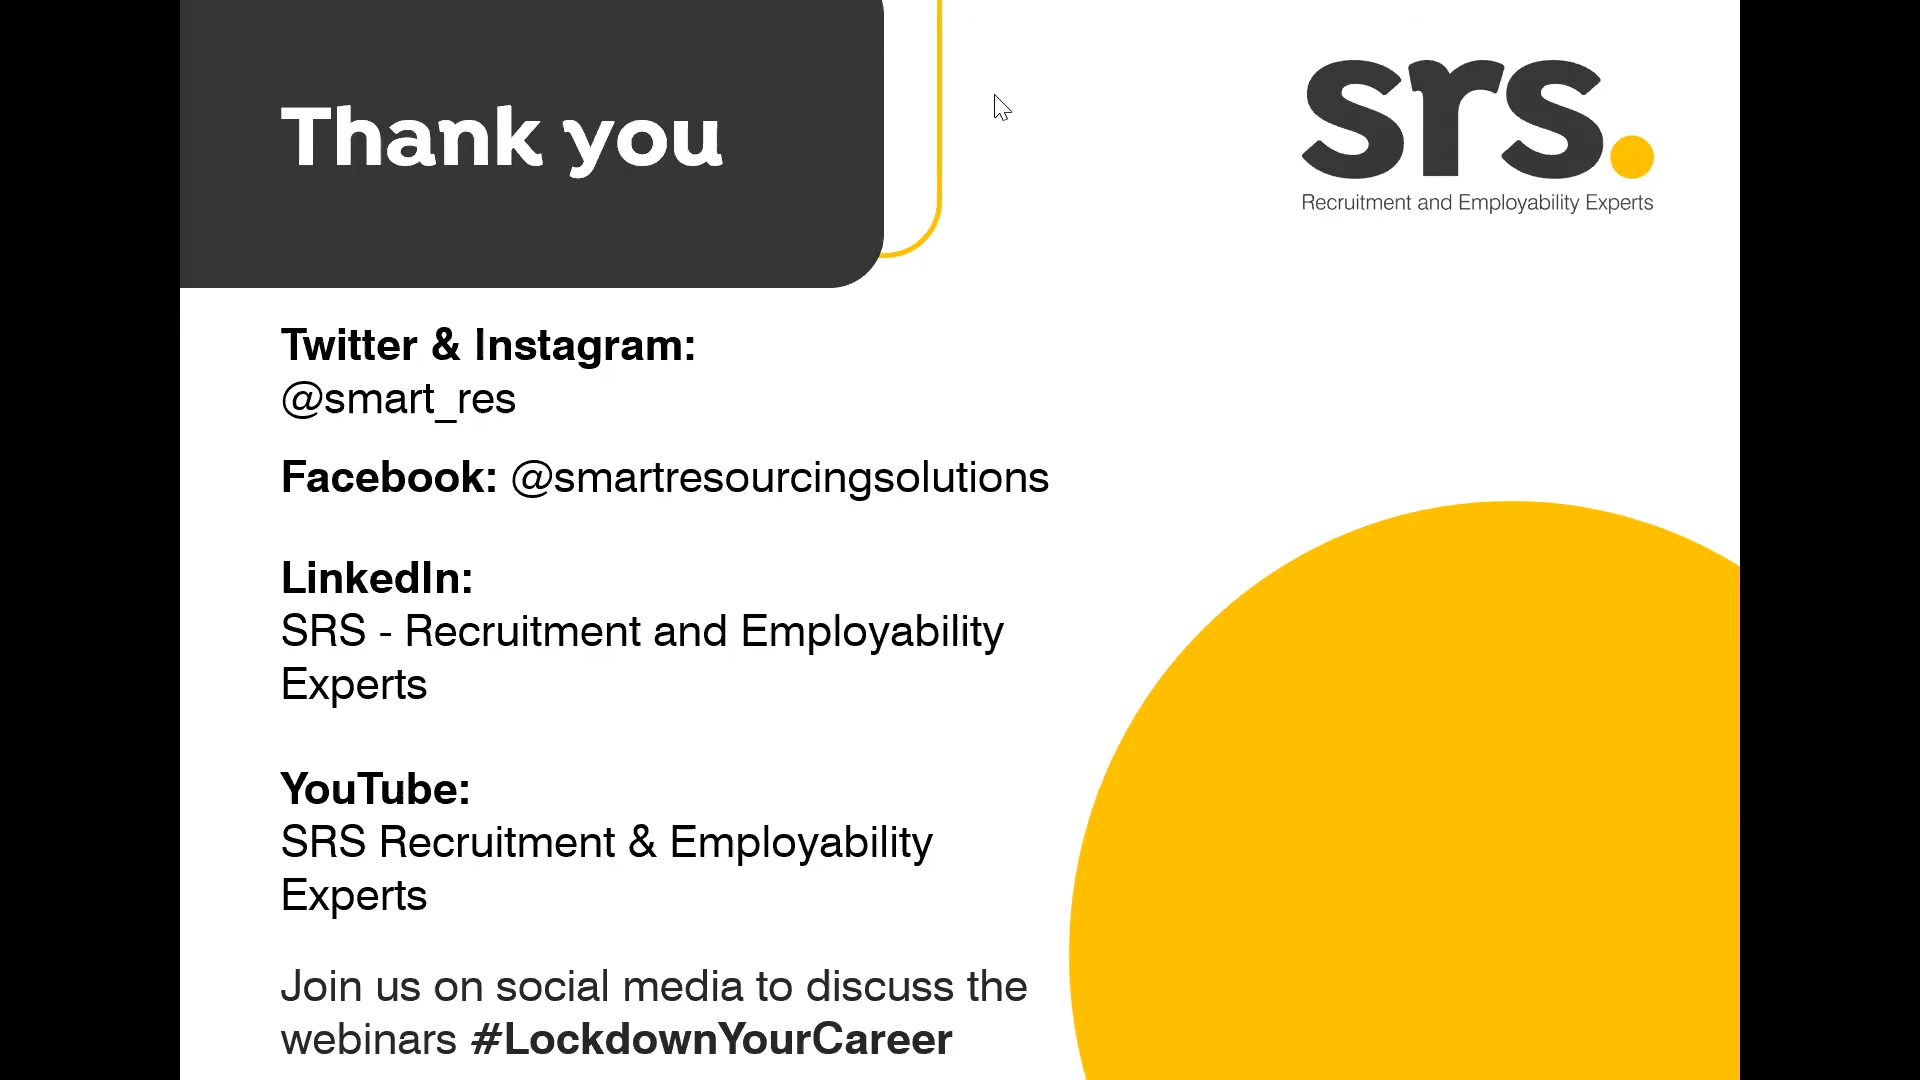 Thank you
srs.
Recruitment and Employability Experts
Twitter & Instagram:
@smart_res
Facebook: @smartresourcingsolutions
LinkedIn:
SRS - Recruitment and Employability
Experts
YouTube:
SRS Recruitment & Employability
Experts
Join us on social media to discuss the
webinars #LockdownYourCareer